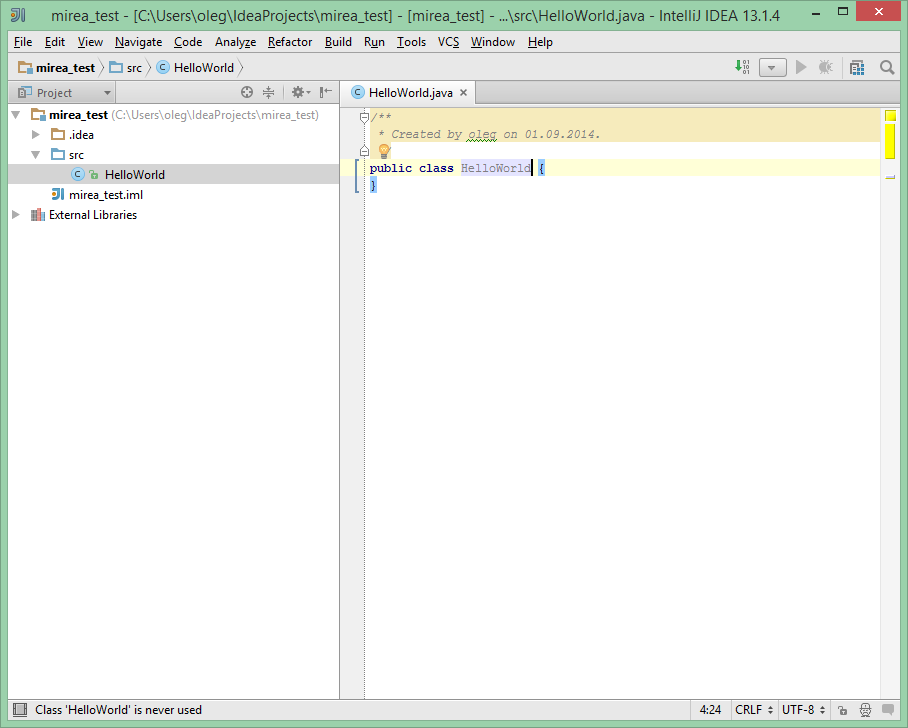 mirea_test - [C:\Users\oleg\IdeaProjects\mirea_test] - [mirea_test] - ...\src\HelloWorld.java - IntelliJ IDEA 13.1.4
File Edit View Navigate Code Analyze Refactor Build Run Tools VCS Window Help
mirea_test src HelloWorld
Project
HelloWorld.java
mirea_test (C:\Users\oleg\IdeaProjects\mirea_test)
.idea
src
HelloWorld
mirea_test.iml
External Libraries
/**
* Created by oleg on 01.09.2014.
public class HelloWorld {
}
Class 'HelloWorld' is never used
4:24 CRLF UTF-8